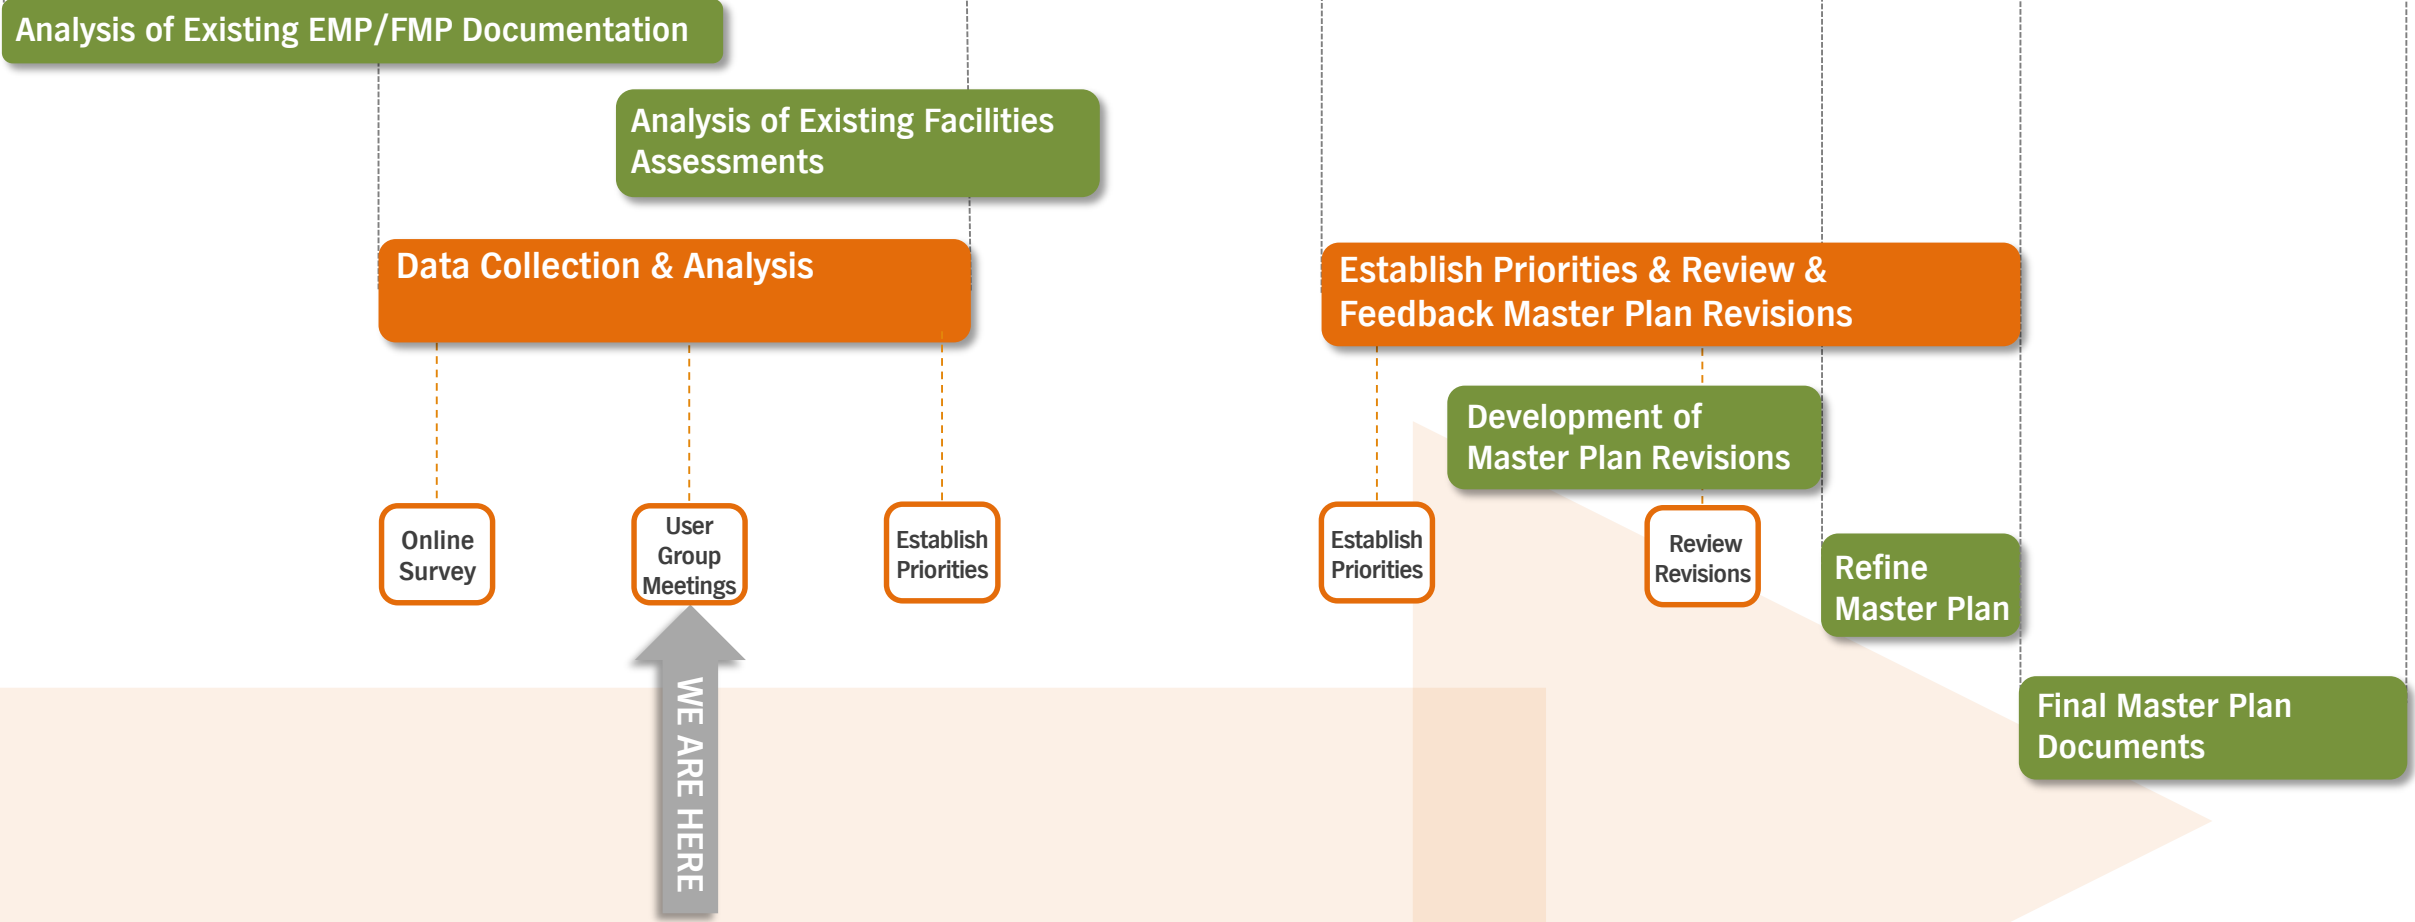 Analysis of Existing EMP/FMP Documentation
Analysis of Existing Facilities
Assessments
Data Collection & Analysis
Establish Priorities & Review &
Feedback Master Plan Revisions
Development of
Master Plan Revisions
Online
Survey
User
Group
Meetings
Establish
Priorities
Establish
Priorities
Review
Revisions
Refine
Master Plan
Final Master Plan
Documents
WE ARE HERE